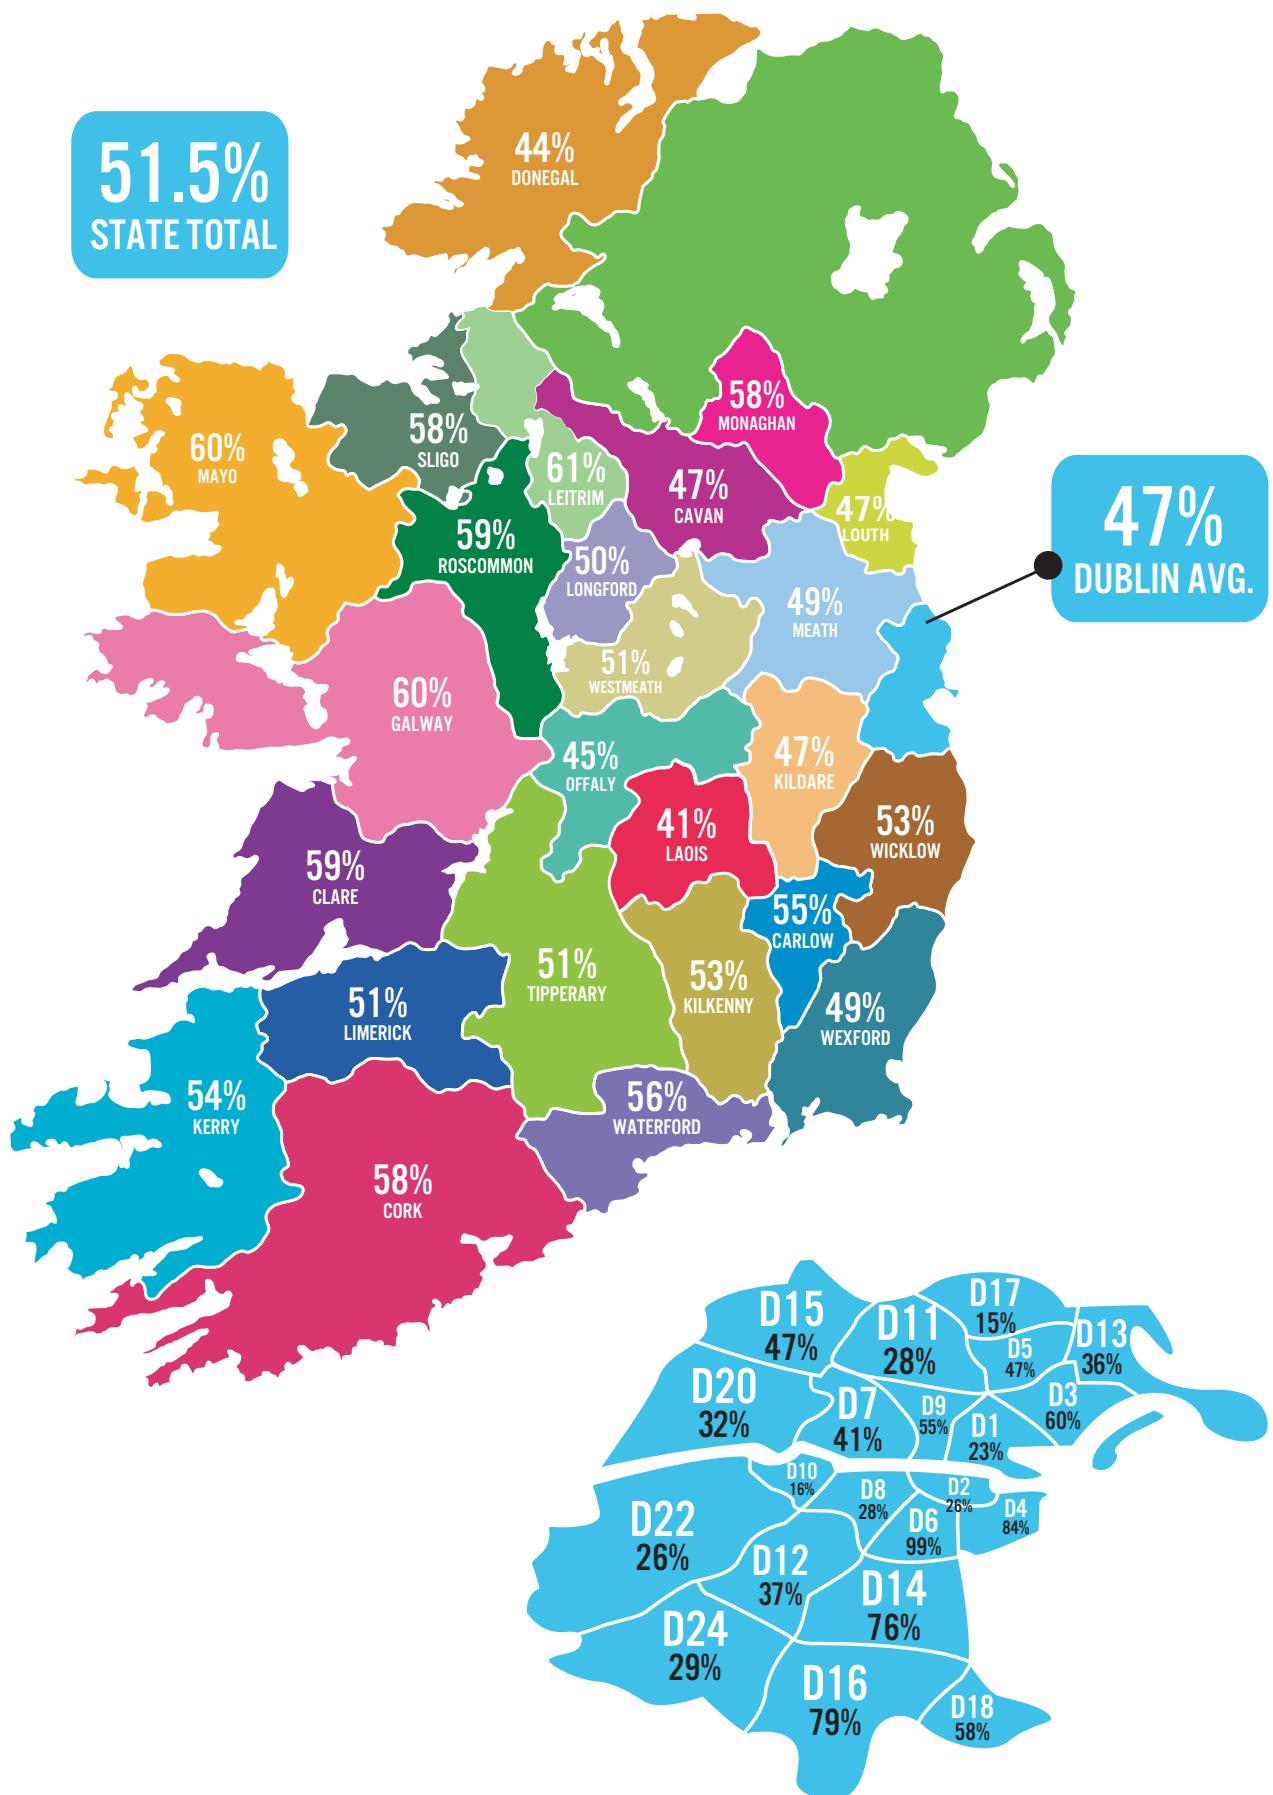 51.5%
STATE TOTAL
44%
DONEGAL
58%
MONAGHAN
58%
SLIGO
60%
MAYO
61%
LEITRIM
47%
CAVAN
47%
LOUTH
47%
DUBLIN AVG.
59%
ROSCOMMON
50%
LONGFORD
49%
MEATH
51%
WESTMEATH
60%
GALWAY
45%
OFFALY
47%
KILDARE
41%
LAOIS
53%
WICKLOW
59%
CLARE
55%
CARLOW
51%
TIPPERARY
53%
KILKENNY
51%
LIMERICK
49%
WEXFORD
54%
KERRY
56%
WATERFORD
58%
CORK
D17
15%
D15
47%
D11
28%
D13
36%
D5
47%
D20
32%
D7
41%
D9
55%
D3
60%
D1
23%
D10
16%
D8
28%
D2
26%
D4
84%
D22
26%
D6
99%
D12
37%
D14
76%
D24
29%
D16
79%
D18
58%